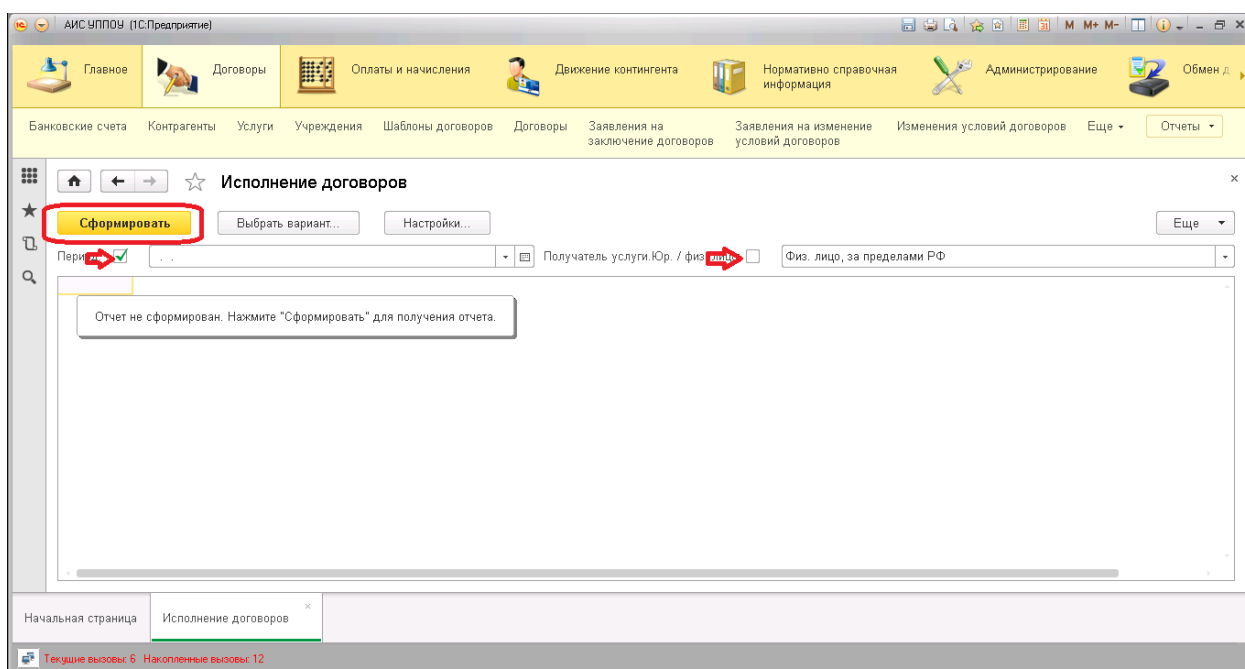 АИС УППОУ (1С:Предприятие)
M M+ M-
Главное
Договоры
Оплаты и начисления
Движение контингента
Нормативно справочная
информация
Администрирование
Обмен д
Банковские счета
Контрагенты
Услуги
Учреждения
Шаблоны договоров
Договоры
Заявления на
заключение договоров
Заявления на изменение
условий договоров
Изменения условий договоров
Еще
Отчеты
Исполнение договоров
Сформировать
Выбрать вариант...
Настройки...
Еще
. .
Получатель услуги.Юр. / физ
Физ. лицо, за пределами РФ
Отчет не сформирован. Нажмите "Сформировать" для получения отчета.
Начальная страница
Исполнение договоров
Текущие вызовы: 6 Накопленные вызовы: 12